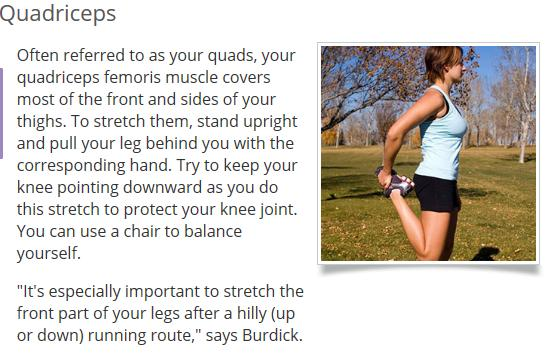 Quadriceps
Often referred to as your quads, your
quadriceps femoris muscle covers
most of the front and sides of your
thighs. To stretch them, stand upright
and pull your leg behind you with the
corresponding hand. Try to keep your
knee pointing downward as you do
this stretch to protect your knee joint.
You can use a chair to balance
yourself.
"It's especially important to stretch the
front part of your legs after a hilly (up
or down) running route," says Burdick.